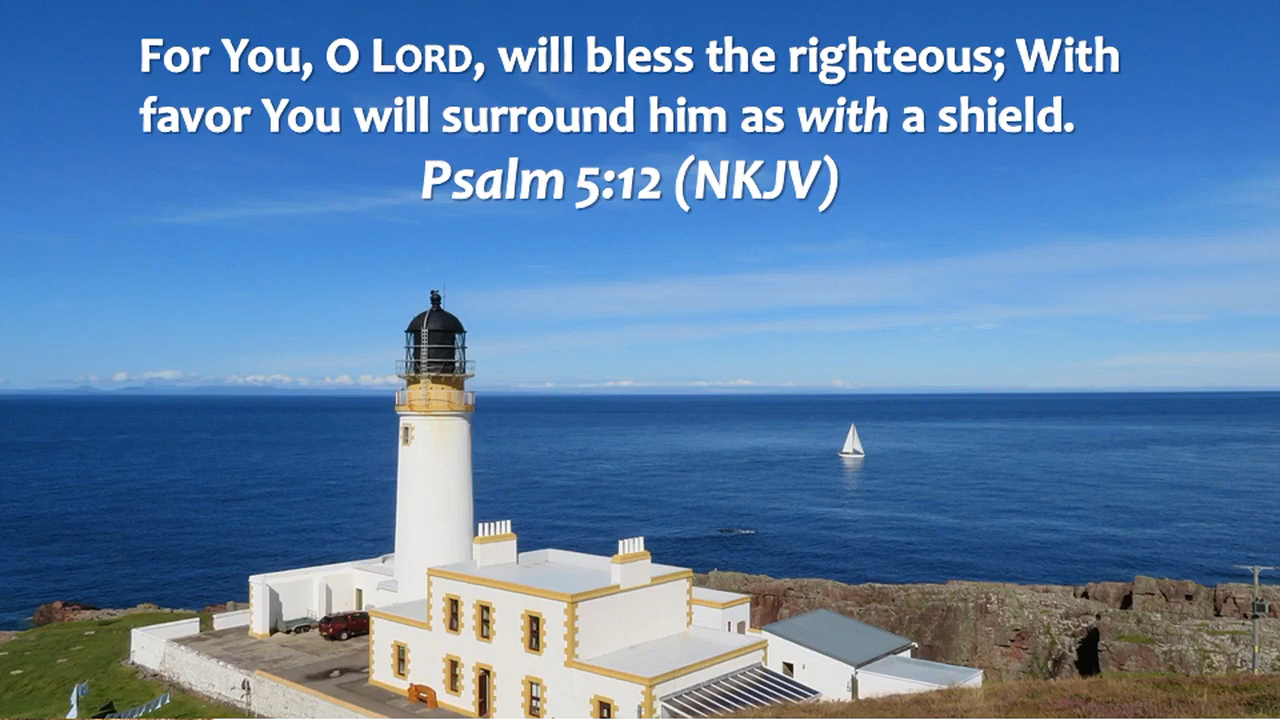 For You, O LORD, will bless the righteous; With
favor You will surround him as with a shield.
Psalm 5:12 (NKJV)